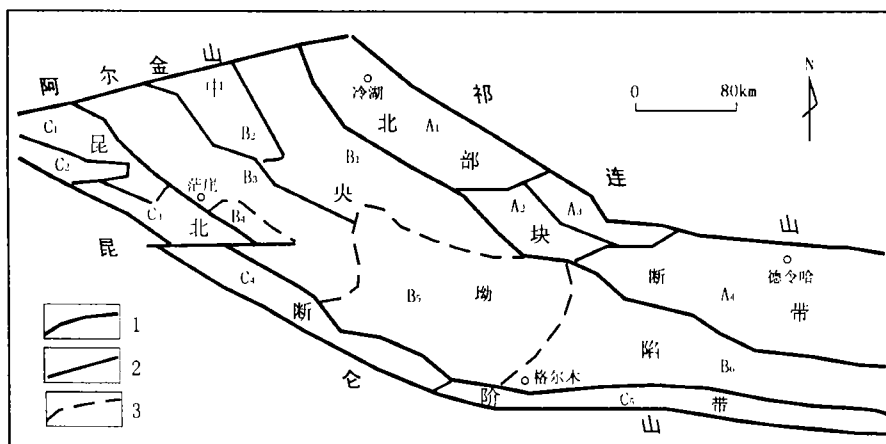 阿尔金山
祁连山
昆仑山
北部块断带
中央坳陷带
昆北断阶带
冷湖
茫崖
德令哈
格尔木
A₁
A₂
A₃
A₄
B₁
B₂
B₃
B₄
B₅
B₆
C₁
C₂
C₃
C₄
C₅
0 80km
N
1
2
3